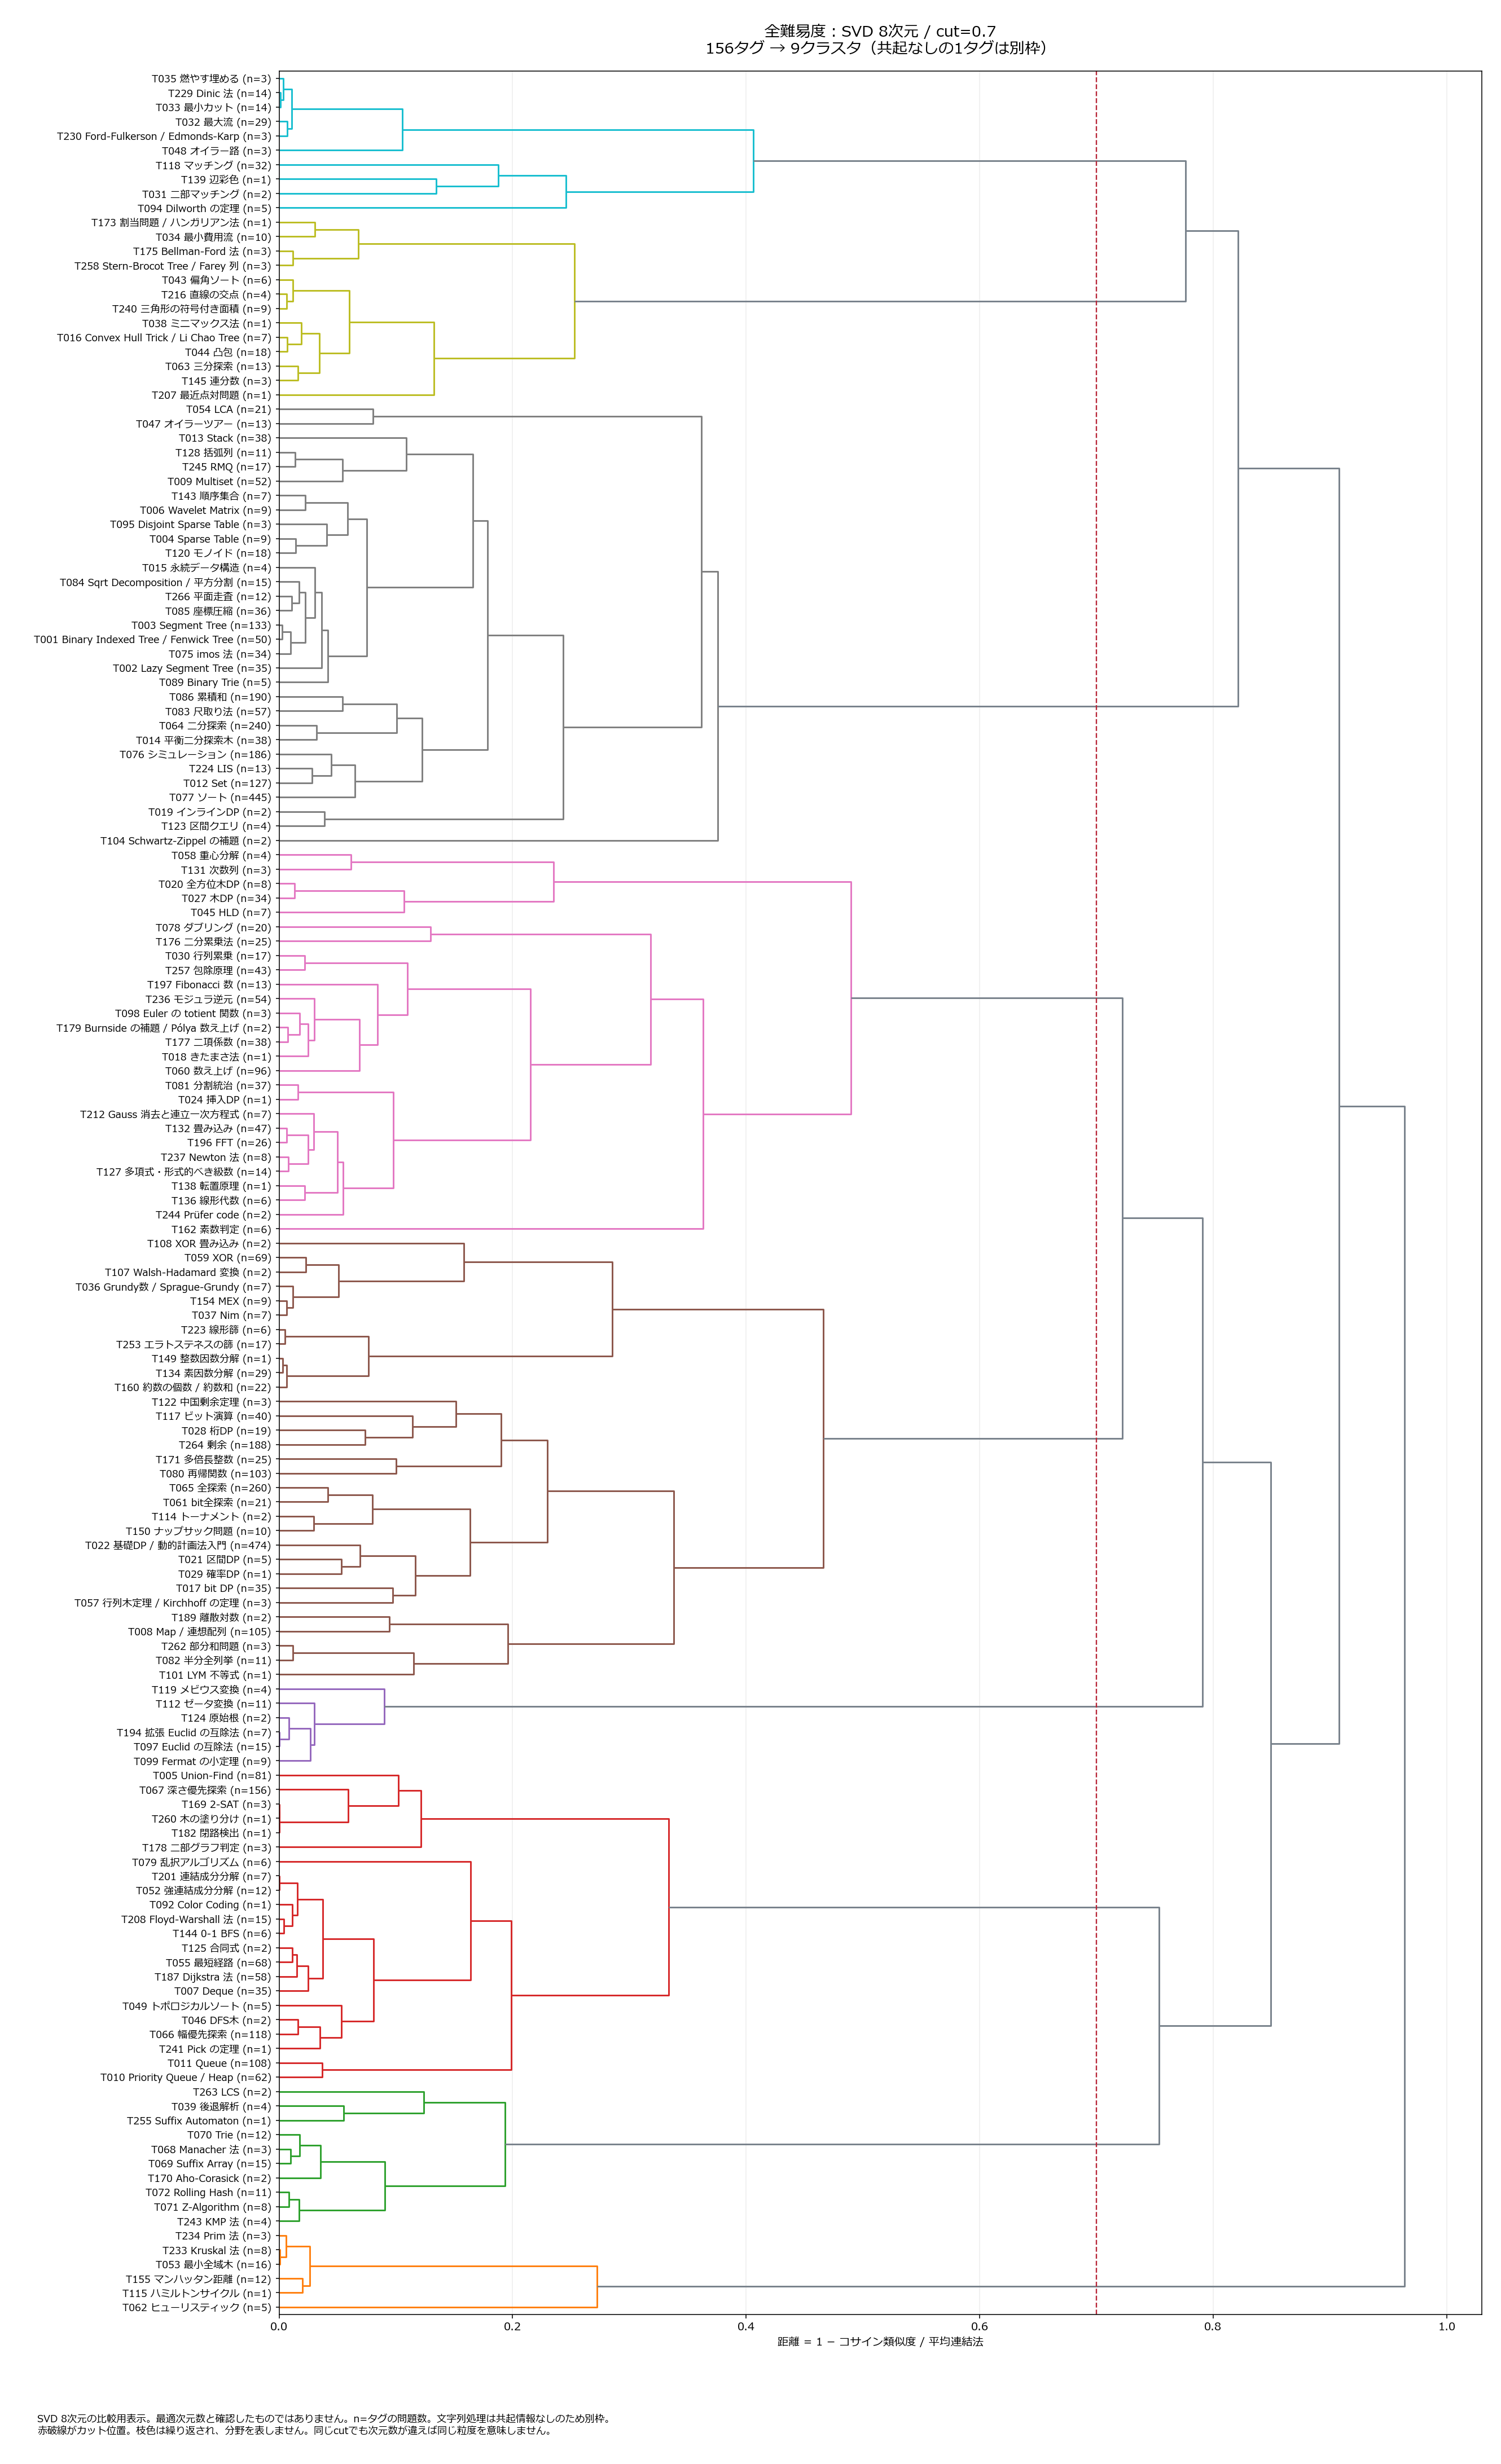 全難易度：SVD 8次元 / cut=0.7
156タグ → 9クラスタ（共起なしの1タグは別枠）
T035 燃やす埋める (n=3)
T229 Dinic 法 (n=14)
T033 最小カット (n=14)
T032 最大流 (n=29)
T230 Ford-Fulkerson / Edmonds-Karp (n=3)
T048 オイラー路 (n=3)
T118 マッチング (n=32)
T139 辺彩色 (n=1)
T031 二部マッチング (n=2)
T094 Dilworth の定理 (n=5)
T173 割当問題 / ハンガリアン法 (n=1)
T034 最小費用流 (n=10)
T175 Bellman-Ford 法 (n=3)
T258 Stern-Brocot Tree / Farey 列 (n=3)
T043 偏角ソート (n=6)
T216 直線の交点 (n=4)
T240 三角形の符号付き面積 (n=9)
T038 ミニマックス法 (n=1)
T016 Convex Hull Trick / Li Chao Tree (n=7)
T044 凸包 (n=18)
T063 三分探索 (n=13)
T145 連分数 (n=3)
T207 最近点対問題 (n=1)
T054 LCA (n=21)
T047 オイラーツアー (n=13)
T013 Stack (n=38)
T128 括弧列 (n=11)
T245 RMQ (n=17)
T009 Multiset (n=52)
T143 順序集合 (n=7)
T006 Wavelet Matrix (n=9)
T095 Disjoint Sparse Table (n=3)
T004 Sparse Table (n=9)
T120 モノイド (n=18)
T015 永続データ構造 (n=4)
T084 Sqrt Decomposition / 平方分割 (n=15)
T266 平面走査 (n=12)
T085 座標圧縮 (n=36)
T003 Segment Tree (n=133)
T001 Binary Indexed Tree / Fenwick Tree (n=50)
T075 imos 法 (n=34)
T002 Lazy Segment Tree (n=35)
T089 Binary Trie (n=5)
T086 累積和 (n=190)
T083 尺取り法 (n=57)
T064 二分探索 (n=240)
T014 平衡二分探索木 (n=38)
T076 シミュレーション (n=186)
T224 LIS (n=13)
T012 Set (n=127)
T077 ソート (n=445)
T019 インラインDP (n=2)
T123 区間クエリ (n=4)
T104 Schwartz-Zippel の補題 (n=2)
T058 重心分解 (n=4)
T131 次数列 (n=3)
T020 全方位木DP (n=8)
T027 木DP (n=34)
T045 HLD (n=7)
T078 ダブリング (n=20)
T176 二分累乗法 (n=25)
T030 行列累乗 (n=17)
T257 包除原理 (n=43)
T197 Fibonacci 数 (n=13)
T236 モジュラ逆元 (n=54)
T098 Euler の totient 関数 (n=3)
T179 Burnside の補題 / Pólya 数え上げ (n=2)
T177 二項係数 (n=38)
T018 きたまさ法 (n=1)
T060 数え上げ (n=96)
T081 分割統治 (n=37)
T024 挿入DP (n=1)
T212 Gauss 消去と連立一次方程式 (n=7)
T132 畳み込み (n=47)
T196 FFT (n=26)
T237 Newton 法 (n=8)
T127 多項式・形式的べき級数 (n=14)
T138 転置原理 (n=1)
T136 線形代数 (n=6)
T244 Prüfer code (n=2)
T162 素数判定 (n=6)
T108 XOR 畳み込み (n=2)
T059 XOR (n=69)
T107 Walsh-Hadamard 変換 (n=2)
T036 Grundy数 / Sprague-Grundy (n=7)
T154 MEX (n=9)
T037 Nim (n=7)
T223 線形篩 (n=6)
T253 エラトステネスの篩 (n=17)
T149 整数因数分解 (n=1)
T134 素因数分解 (n=29)
T160 約数の個数 / 約数和 (n=22)
T122 中国剰余定理 (n=3)
T117 ビット演算 (n=40)
T028 桁DP (n=19)
T264 剰余 (n=188)
T171 多倍長整数 (n=25)
T080 再帰関数 (n=103)
T065 全探索 (n=260)
T061 bit全探索 (n=21)
T114 トーナメント (n=2)
T150 ナップサック問題 (n=10)
T022 基礎DP / 動的計画法入門 (n=474)
T021 区間DP (n=5)
T029 確率DP (n=1)
T017 bit DP (n=35)
T057 行列木定理 / Kirchhoff の定理 (n=3)
T189 離散対数 (n=2)
T008 Map / 連想配列 (n=105)
T262 部分和問題 (n=3)
T082 半分全列挙 (n=11)
T101 LYM 不等式 (n=1)
T119 メビウス変換 (n=4)
T112 ゼータ変換 (n=11)
T124 原始根 (n=2)
T194 拡張 Euclid の互除法 (n=7)
T097 Euclid の互除法 (n=15)
T099 Fermat の小定理 (n=9)
T005 Union-Find (n=81)
T067 深さ優先探索 (n=156)
T169 2-SAT (n=3)
T260 木の塗り分け (n=1)
T182 閉路検出 (n=1)
T178 二部グラフ判定 (n=3)
T079 乱択アルゴリズム (n=6)
T201 連結成分分解 (n=7)
T052 強連結成分分解 (n=12)
T092 Color Coding (n=1)
T208 Floyd-Warshall 法 (n=15)
T144 0-1 BFS (n=6)
T125 合同式 (n=2)
T055 最短経路 (n=68)
T187 Dijkstra 法 (n=58)
T007 Deque (n=35)
T049 トポロジカルソート (n=5)
T046 DFS木 (n=2)
T066 幅優先探索 (n=118)
T241 Pick の定理 (n=1)
T011 Queue (n=108)
T010 Priority Queue / Heap (n=62)
T263 LCS (n=2)
T039 後退解析 (n=4)
T255 Suffix Automaton (n=1)
T070 Trie (n=12)
T068 Manacher 法 (n=3)
T069 Suffix Array (n=15)
T170 Aho-Corasick (n=2)
T072 Rolling Hash (n=11)
T071 Z-Algorithm (n=8)
T243 KMP 法 (n=4)
T234 Prim 法 (n=3)
T233 Kruskal 法 (n=8)
T053 最小全域木 (n=16)
T155 マンハッタン距離 (n=12)
T115 ハミルトンサイクル (n=1)
T062 ヒューリスティック (n=5)
0.0 0.2 0.4 0.6 0.8 1.0
距離 = 1 − コサイン類似度 / 平均連結法
SVD 8次元の比較用表示。最適次元数と確認したものではありません。n=タグの問題数。文字列処理は共起情報なしのため別枠。
赤破線がカット位置。枝色は繰り返され、分野を表しません。同じcutでも次元数が違えば同じ粒度を意味しません。